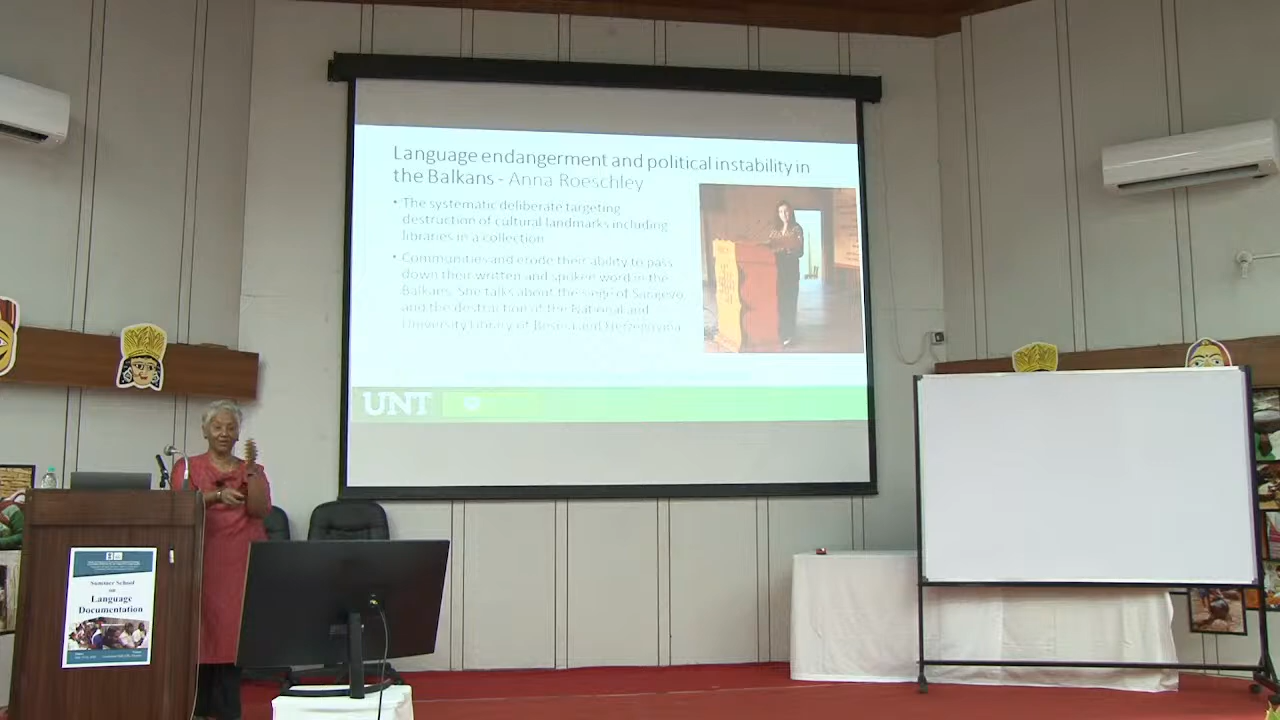 Language endangerment and political instability in
the Balkans - Anna Roeschley
• The systematic deliberate targeting
destruction of cultural landmarks including
libraries in a collection
• Communities and erode their ability to pass
down their written and spoken word in the
Balkans. She talks about the siege of Sarajevo,
and the destruction of the National and
University Library of Bosnia and Herzegovina
UNT
Summer School
on
Language
Documentation